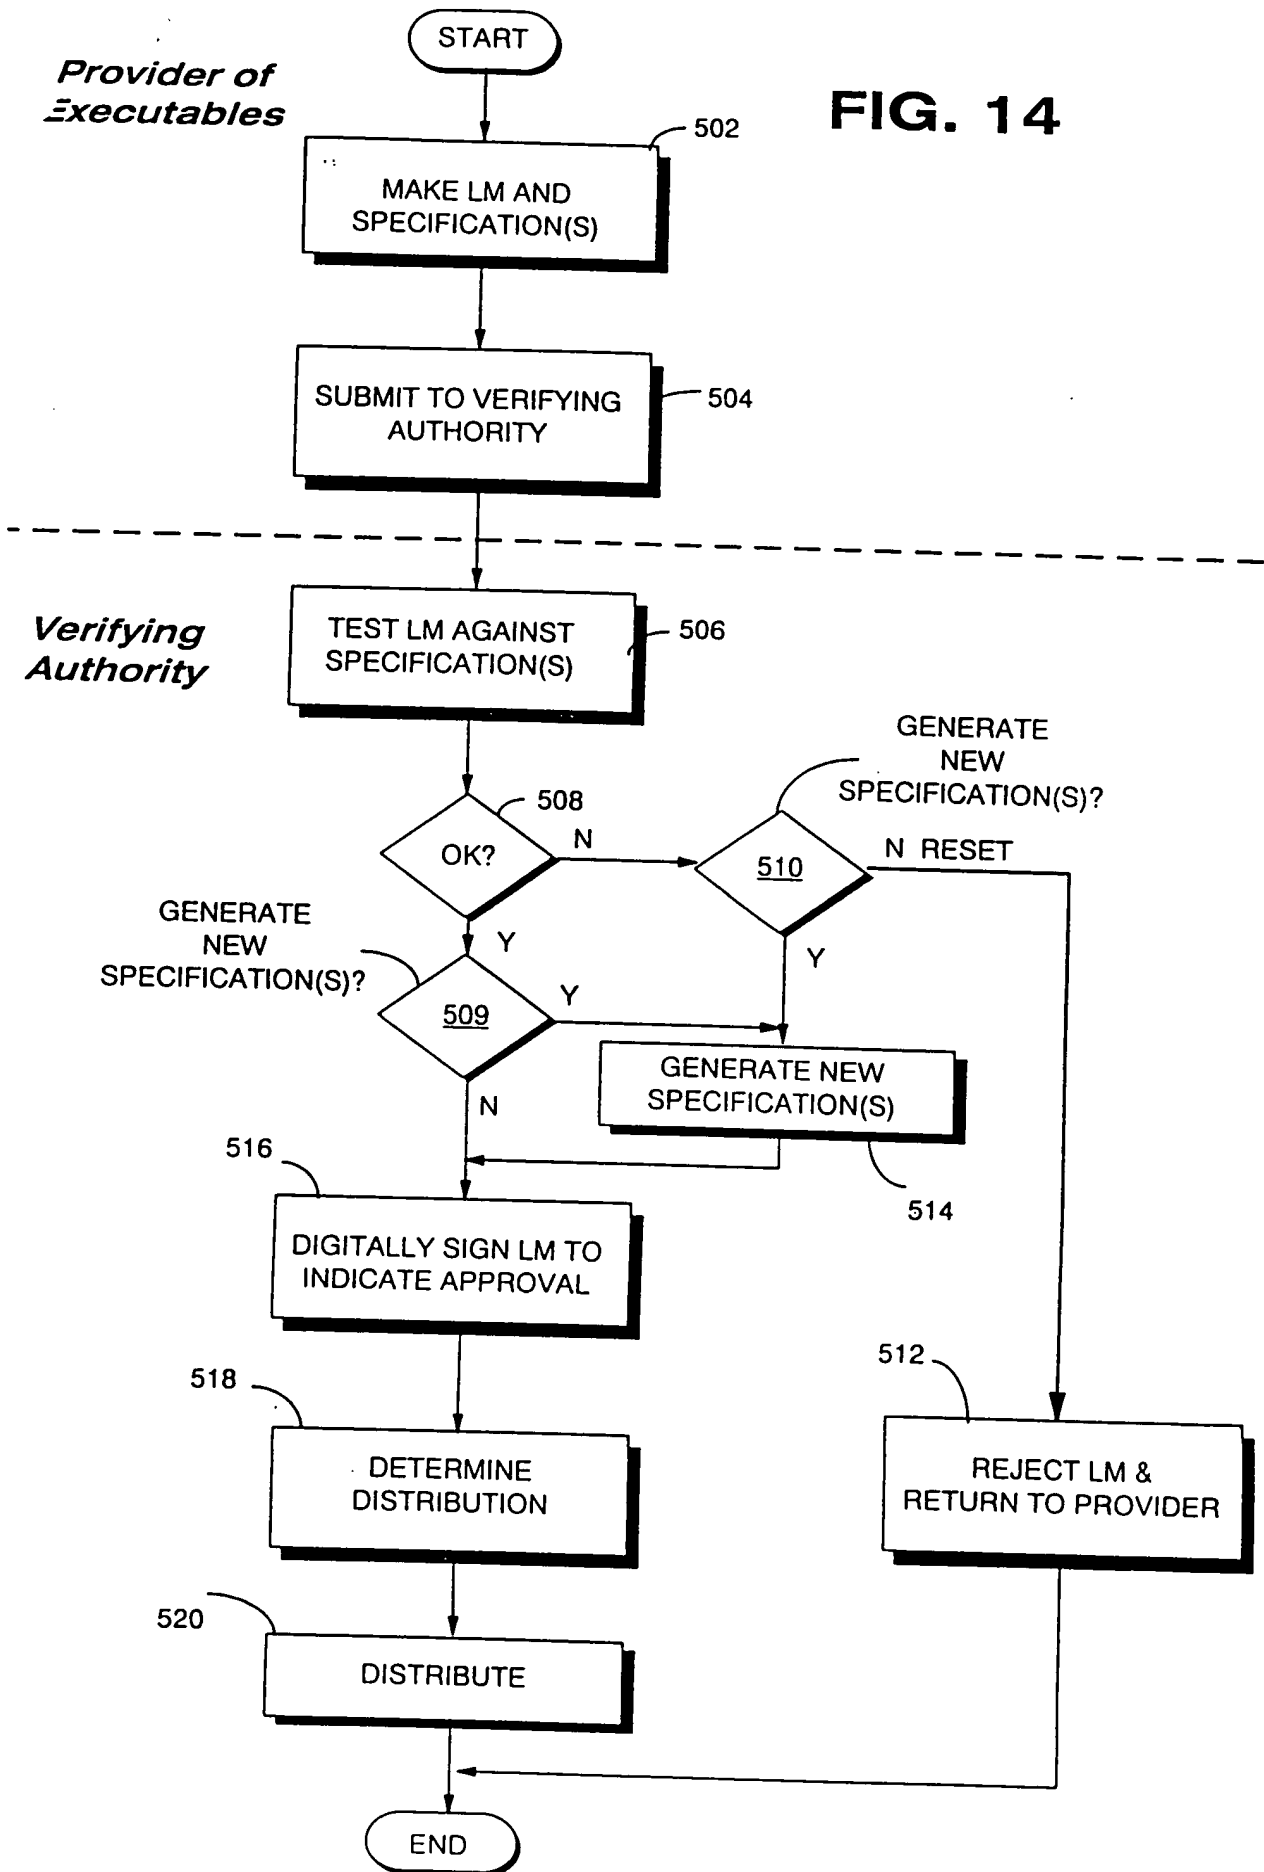 START
Provider of
Executables
FIG. 14
502
MAKE LM AND
SPECIFICATION(S)
SUBMIT TO VERIFYING
AUTHORITY
504
Verifying
Authority
TEST LM AGAINST
SPECIFICATION(S)
506
GENERATE
NEW
SPECIFICATION(S)?
508
OK?
N
510
N RESET
GENERATE
NEW
SPECIFICATION(S)?
Y
Y
509
Y
GENERATE NEW
SPECIFICATION(S)
N
516
514
DIGITALLY SIGN LM TO
INDICATE APPROVAL
512
518
DETERMINE
DISTRIBUTION
REJECT LM &
RETURN TO PROVIDER
520
DISTRIBUTE
END